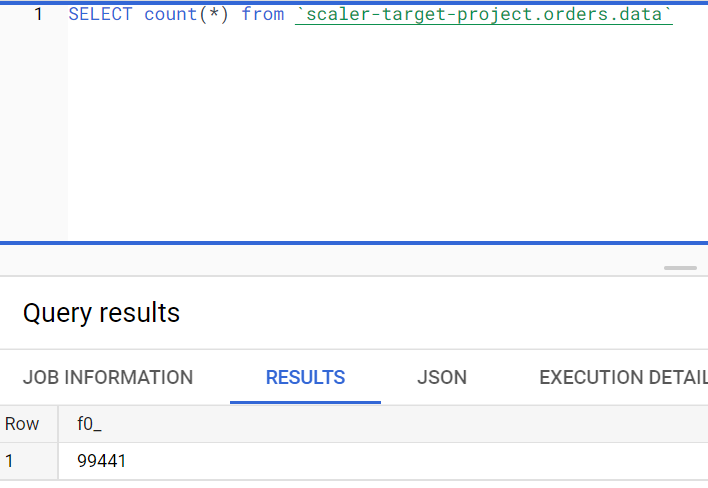 1 SELECT count(*) from `scaler-target-project.orders.data`
Query results
JOB INFORMATION RESULTS JSON EXECUTION DETAIL
Row f0_
1 99441